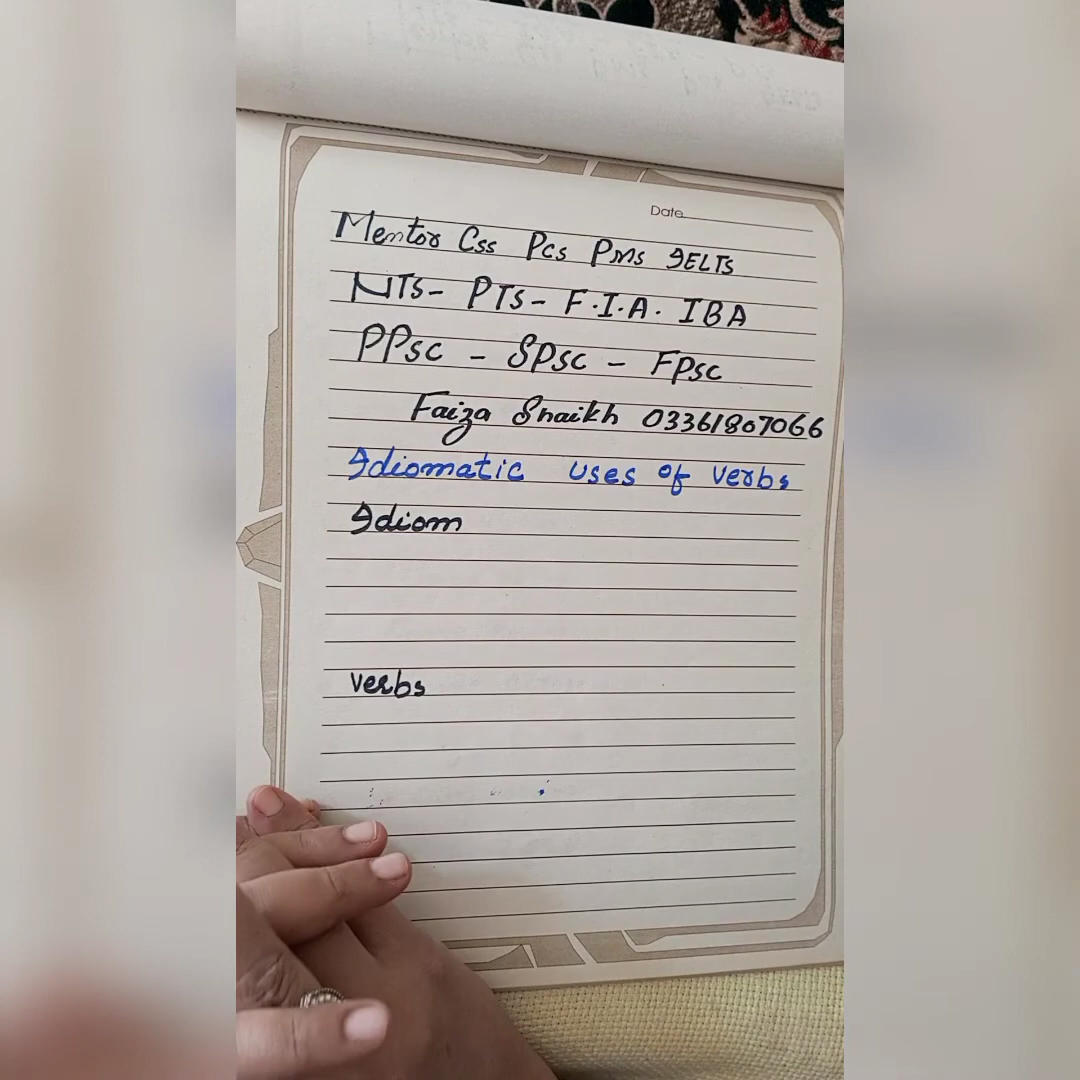 Date
Mentor Css Pcs PMs IELTS
NTS- PTS- F.I.A. IBA
PPsc - SPSC - FPSC
Faiza Shaikh 03361807066
Idiomatic uses of verbs
Idiom
verbs